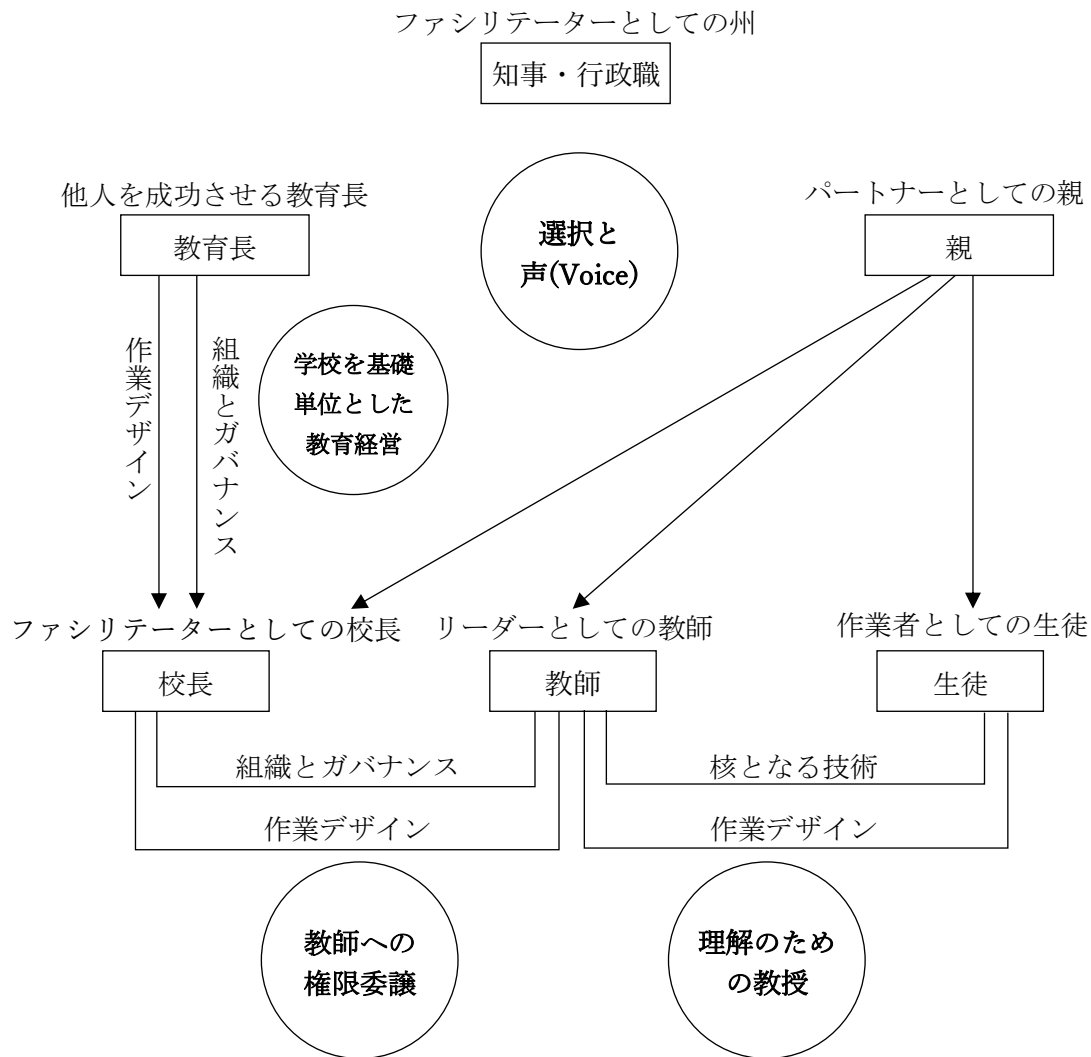 ファシリテーターとしての州
知事・行政職
他人を成功させる教育長
教育長
選択と
声(Voice)
パートナーとしての親
親
作業デザイン
組織とガバナンス
学校を基礎
単位とした
教育経営
ファシリテーターとしての校長
校長
リーダーとしての教師
教師
作業者としての生徒
生徒
組織とガバナンス
作業デザイン
核となる技術
作業デザイン
教師への
権限委譲
理解のため
の教授